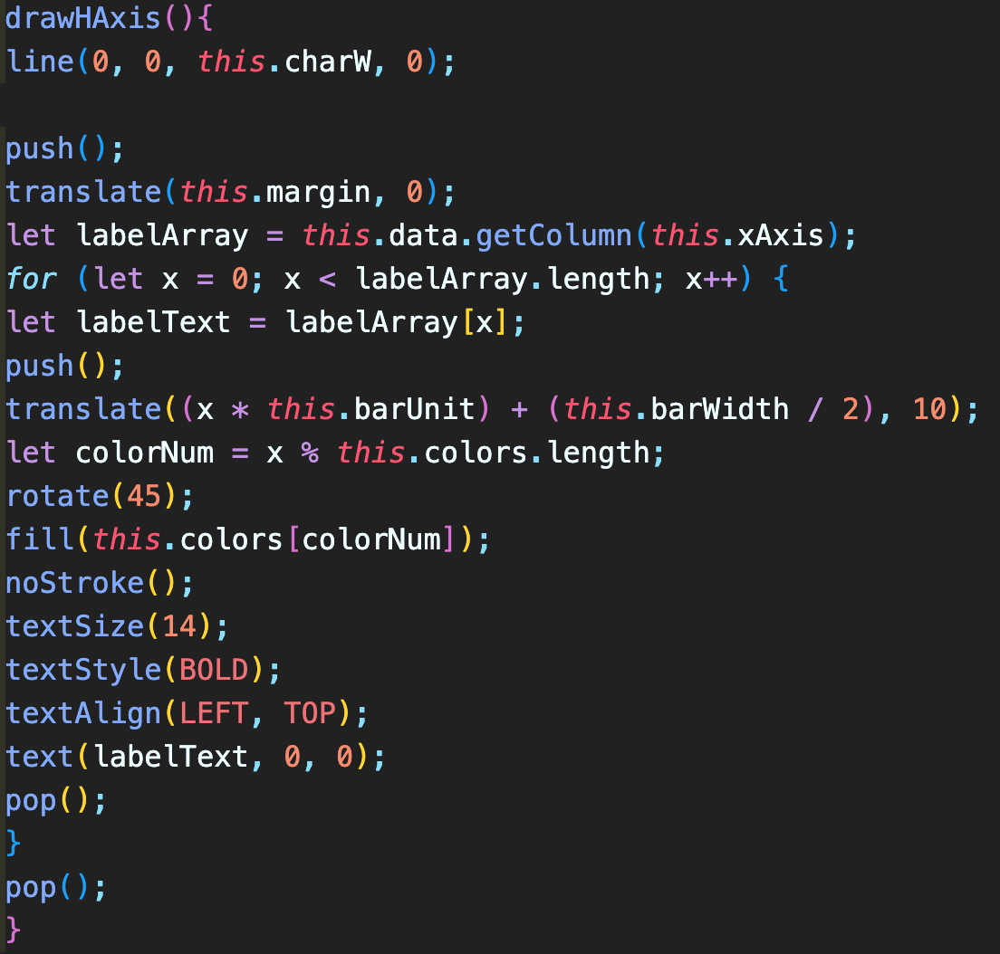 drawHAxis(){
line(0, 0, this.charW, 0);

push();
translate(this.margin, 0);
let labelArray = this.data.getColumn(this.xAxis);
for (let x = 0; x < labelArray.length; x++) {
let labelText = labelArray[x];
push();
translate((x * this.barUnit) + (this.barWidth / 2), 10);
let colorNum = x % this.colors.length;
rotate(45);
fill(this.colors[colorNum]);
noStroke();
textSize(14);
textStyle(BOLD);
textAlign(LEFT, TOP);
text(labelText, 0, 0);
pop();
}
pop();
}